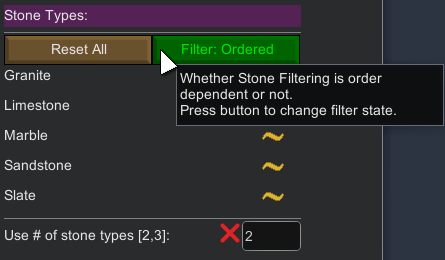 Stone Types:
Reset All
Filter: Ordered
Whether Stone Filtering is order
dependent or not.
Press button to change filter state.
Granite
Limestone
Marble
Sandstone
Slate
Use # of stone types [2,3]:
2